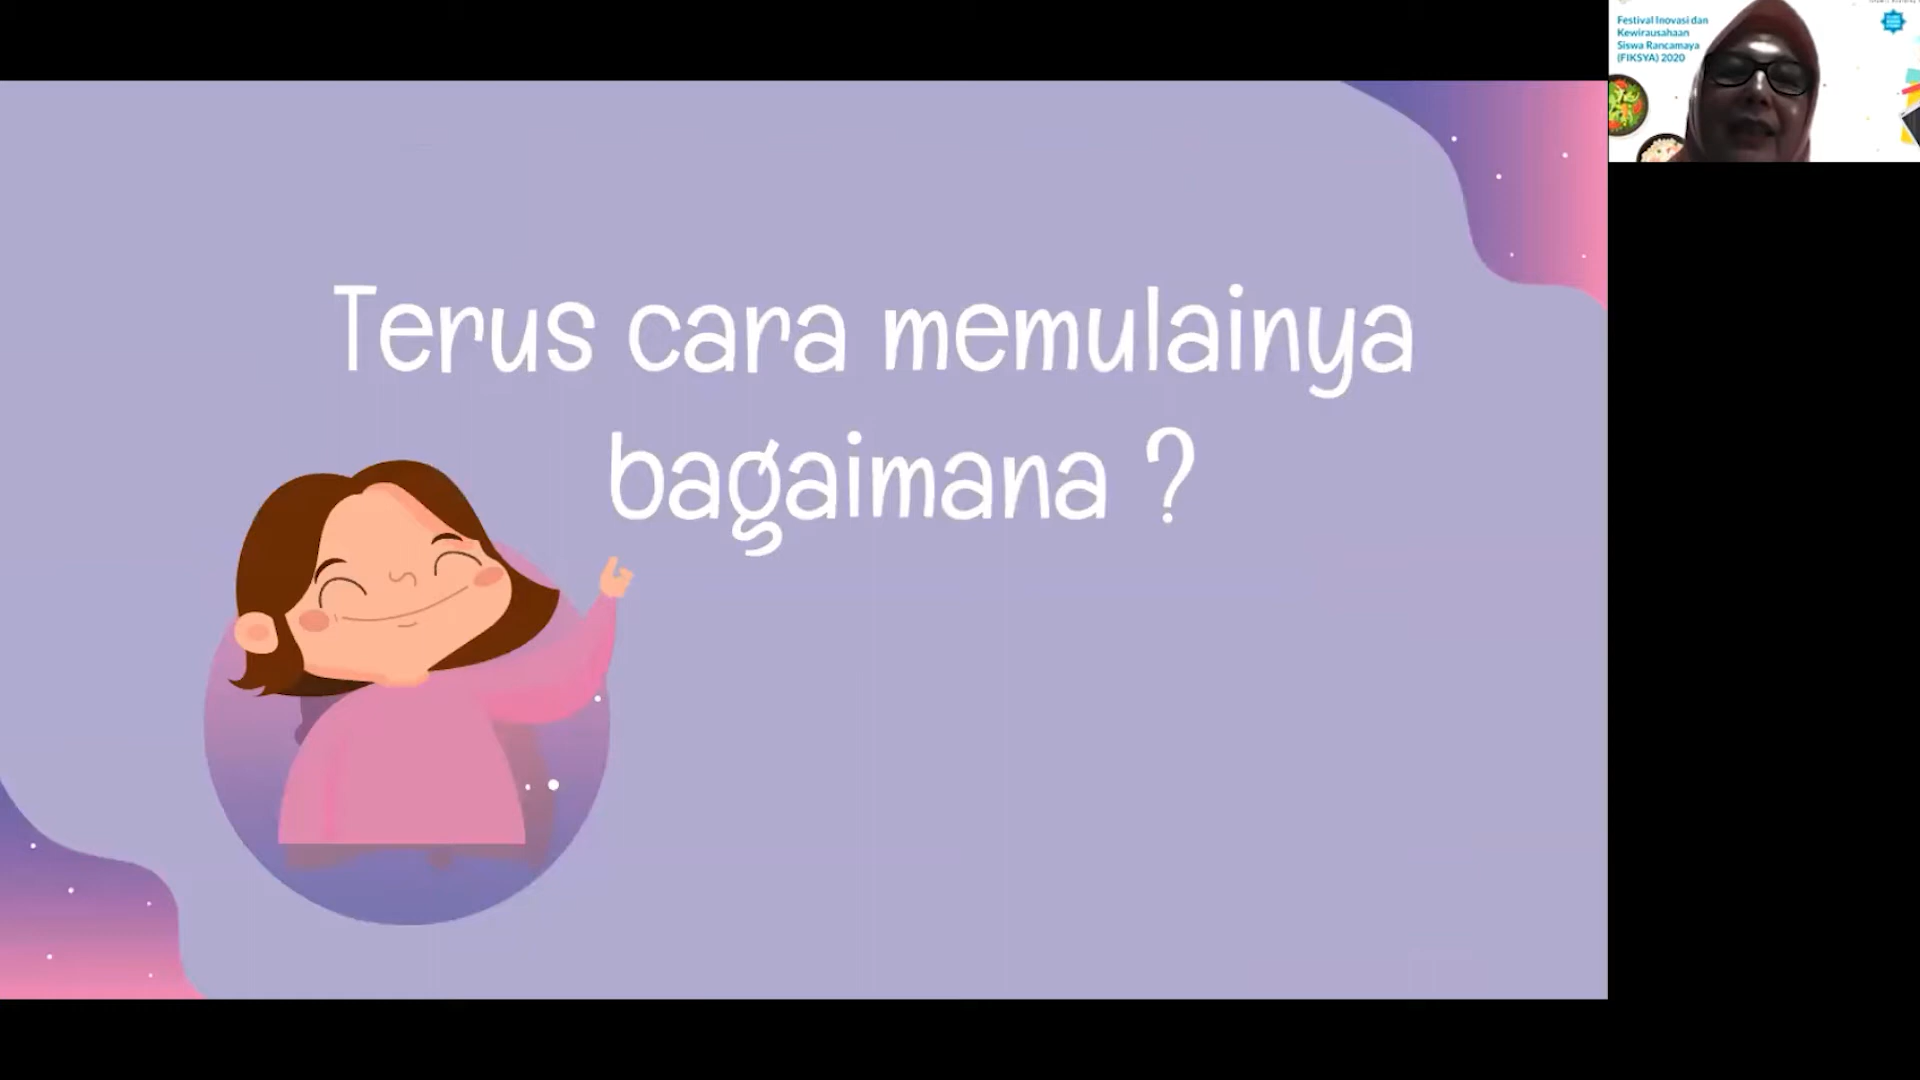 Terus cara memulainya
bagaimana ?
Festival Inovasi dan
Kewirausahaan
Siswa Rancamaya
(FIKSYA) 2020